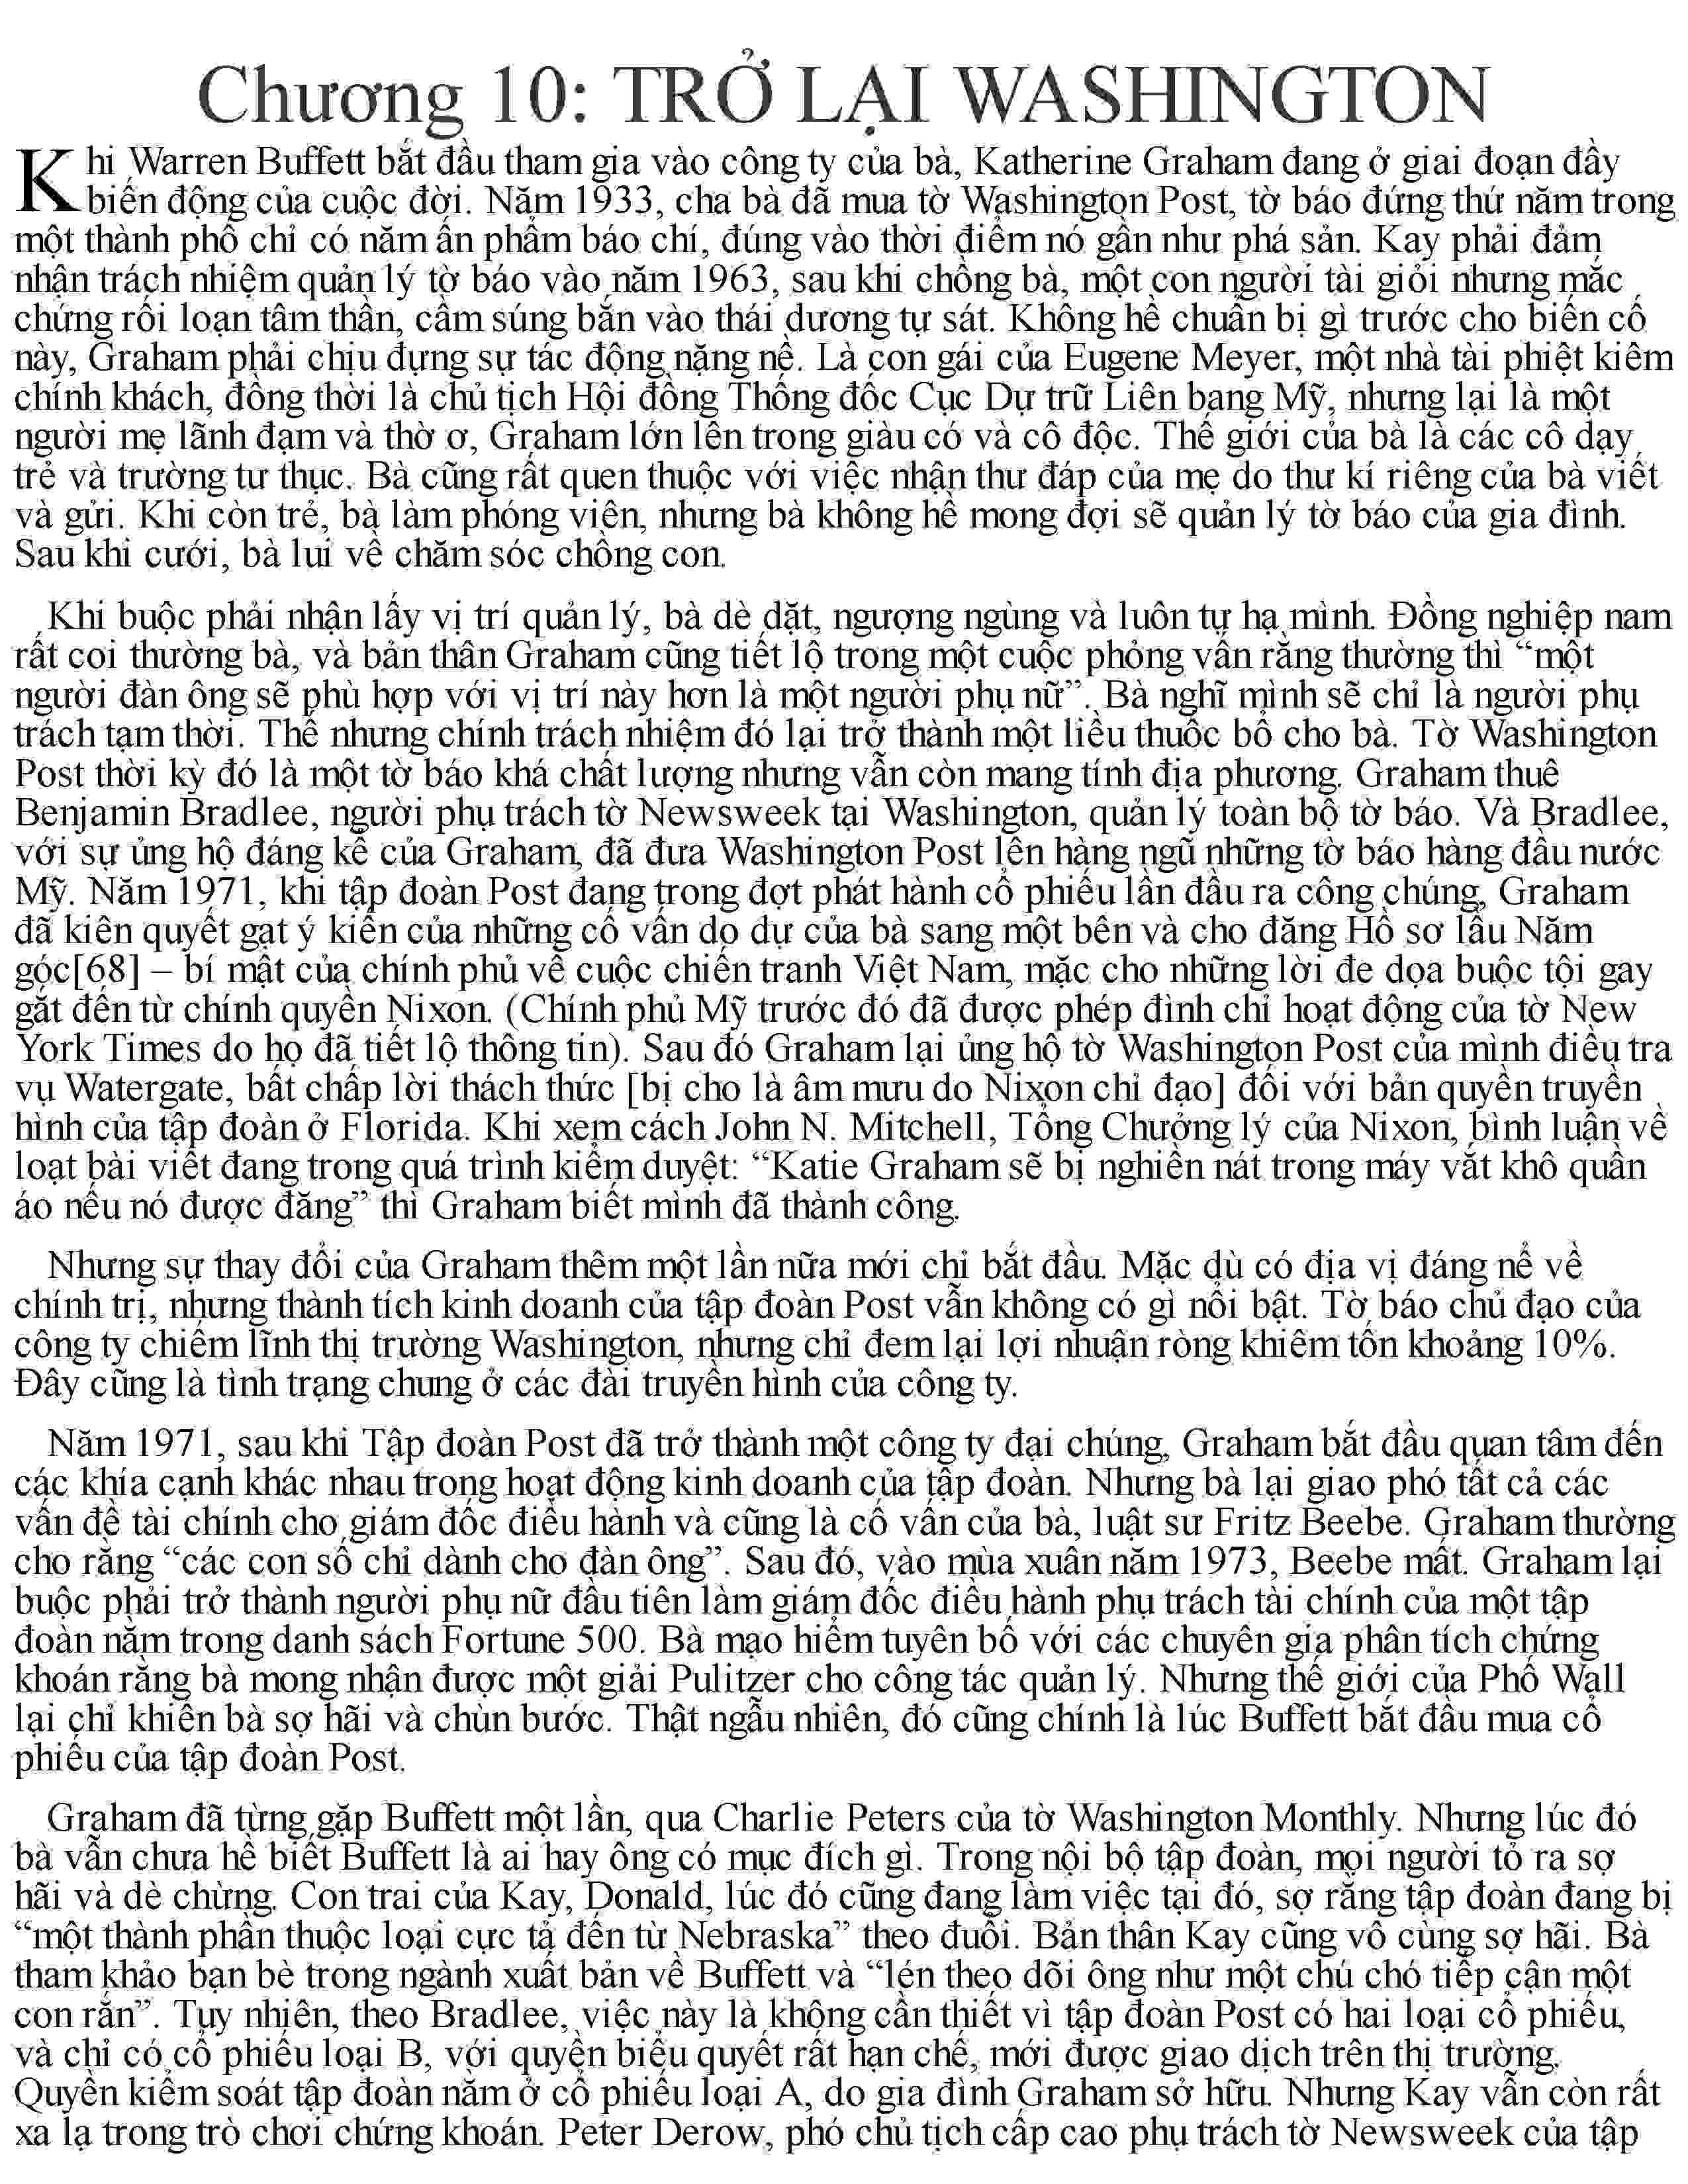 Chương 10: TRỞ LẠI WASHINGTON
Khi Warren Buffett bắt đầu tham gia vào công ty của bà, Katherine Graham đang ở giai đoạn đầy
biến động của cuộc đời. Năm 1933, cha bà đã mua tờ Washington Post, tờ báo đứng thứ năm trong
một thành phố chỉ có năm ấn phẩm báo chí, đúng vào thời điểm nó gần như phá sản. Kay phải đảm
nhận trách nhiệm quản lý tờ báo vào năm 1963, sau khi chồng bà, một con người tài giỏi nhưng mắc
chứng rối loạn tâm thần, cầm súng bắn vào thái dương tự sát. Không hề chuẩn bị gì trước cho biến cố
này, Graham phải chịu đựng sự tác động nặng nề. Là con gái của Eugene Meyer, một nhà tài phiệt kiêm
chính khách, đồng thời là chủ tịch Hội đồng Thống đốc Cục Dự trữ Liên bang Mỹ, nhưng lại là một
người mẹ lãnh đạm và thờ ơ, Graham lớn lên trong giàu có và cô độc. Thế giới của bà là các cô dạy
trẻ và trường tư thục. Bà cũng rất quen thuộc với việc nhận thư đáp của mẹ do thư kí riêng của bà viết
và gửi. Khi còn trẻ, bà làm phóng viên, nhưng bà không hề mong đợi sẽ quản lý tờ báo của gia đình.
Sau khi cưới, bà lui về chăm sóc chồng con.
Khi buộc phải nhận lấy vị trí quản lý, bà dè dặt, ngượng ngùng và luôn tự hạ mình. Đồng nghiệp nam
rất coi thường bà, và bản thân Graham cũng tiết lộ trong một cuộc phỏng vấn rằng thường thì “một
người đàn ông sẽ phù hợp với vị trí này hơn là một người phụ nữ”. Bà nghĩ mình sẽ chỉ là người phụ
trách tạm thời. Thế nhưng chính trách nhiệm đó lại trở thành một liều thuốc bổ cho bà. Tờ Washington
Post thời kỳ đó là một tờ báo khá chất lượng nhưng vẫn còn mang tính địa phương. Graham thuê
Benjamin Bradlee, người phụ trách tờ Newsweek tại Washington, quản lý toàn bộ tờ báo. Và Bradlee,
với sự ủng hộ đáng kể của Graham, đã đưa Washington Post lên hàng ngũ những tờ báo hàng đầu nước
Mỹ. Năm 1971, khi tập đoàn Post đang trong đợt phát hành cổ phiếu lần đầu ra công chúng, Graham
đã kiên quyết gạt ý kiến của những cố vấn do dự của bà sang một bên và cho đăng Hồ sơ lầu Năm
góc[68] – bí mật của chính phủ về cuộc chiến tranh Việt Nam, mặc cho những lời đe dọa buộc tội gay
gắt đến từ chính quyền Nixon. (Chính phủ Mỹ trước đó đã được phép đình chỉ hoạt động của tờ New
York Times do họ đã tiết lộ thông tin). Sau đó Graham lại ủng hộ tờ Washington Post của mình điều tra
vụ Watergate, bất chấp lời thách thức [bị cho là âm mưu do Nixon chỉ đạo] đối với bản quyền truyền
hình của tập đoàn ở Florida. Khi xem cách John N. Mitchell, Tổng Chưởng lý của Nixon, bình luận về
loạt bài viết đang trong quá trình kiểm duyệt: “Katie Graham sẽ bị nghiền nát trong máy vắt khô quần
áo nếu nó được đăng” thì Graham biết mình đã thành công.
Nhưng sự thay đổi của Graham thêm một lần nữa mới chỉ bắt đầu. Mặc dù có địa vị đáng nể về
chính trị, nhưng thành tích kinh doanh của tập đoàn Post vẫn không có gì nổi bật. Tờ báo chủ đạo của
công ty chiếm lĩnh thị trường Washington, nhưng chỉ đem lại lợi nhuận ròng khiêm tốn khoảng 10%.
Đây cũng là tình trạng chung ở các đài truyền hình của công ty.
Năm 1971, sau khi Tập đoàn Post đã trở thành một công ty đại chúng, Graham bắt đầu quan tâm đến
các khía cạnh khác nhau trong hoạt động kinh doanh của tập đoàn. Nhưng bà lại giao phó tất cả các
vấn đề tài chính cho giám đốc điều hành và cũng là cố vấn của bà, luật sư Fritz Beebe. Graham thường
cho rằng “các con số chỉ dành cho đàn ông”. Sau đó, vào mùa xuân năm 1973, Beebe mất. Graham lại
buộc phải trở thành người phụ nữ đầu tiên làm giám đốc điều hành phụ trách tài chính của một tập
đoàn nằm trong danh sách Fortune 500. Bà mạo hiểm tuyên bố với các chuyên gia phân tích chứng
khoán rằng bà mong nhận được một giải Pulitzer cho công tác quản lý. Nhưng thế giới của Phố Wall
lại chỉ khiến bà sợ hãi và chùn bước. Thật ngẫu nhiên, đó cũng chính là lúc Buffett bắt đầu mua cổ
phiếu của tập đoàn Post.
Graham đã từng gặp Buffett một lần, qua Charlie Peters của tờ Washington Monthly. Nhưng lúc đó
bà vẫn chưa hề biết Buffett là ai hay ông có mục đích gì. Trong nội bộ tập đoàn, mọi người tỏ ra sợ
hãi và dè chừng. Con trai của Kay, Donald, lúc đó cũng đang làm việc tại đó, sợ rằng tập đoàn đang bị
“một thành phần thuộc loại cực tả đến từ Nebraska” theo đuổi. Bản thân Kay cũng vô cùng sợ hãi. Bà
tham khảo bạn bè trong ngành xuất bản về Buffett và “lén theo dõi ông như một chú chó tiếp cận một
con rắn”. Tuy nhiên, theo Bradlee, việc này là không cần thiết vì tập đoàn Post có hai loại cổ phiếu,
và chỉ có cổ phiếu loại B, với quyền biểu quyết rất hạn chế, mới được giao dịch trên thị trường.
Quyền kiểm soát tập đoàn nằm ở cổ phiếu loại A, do gia đình Graham sở hữu. Nhưng Kay vẫn còn rất
xa lạ trong trò chơi chứng khoán. Peter Derow, phó chủ tịch cấp cao phụ trách tờ Newsweek của tập